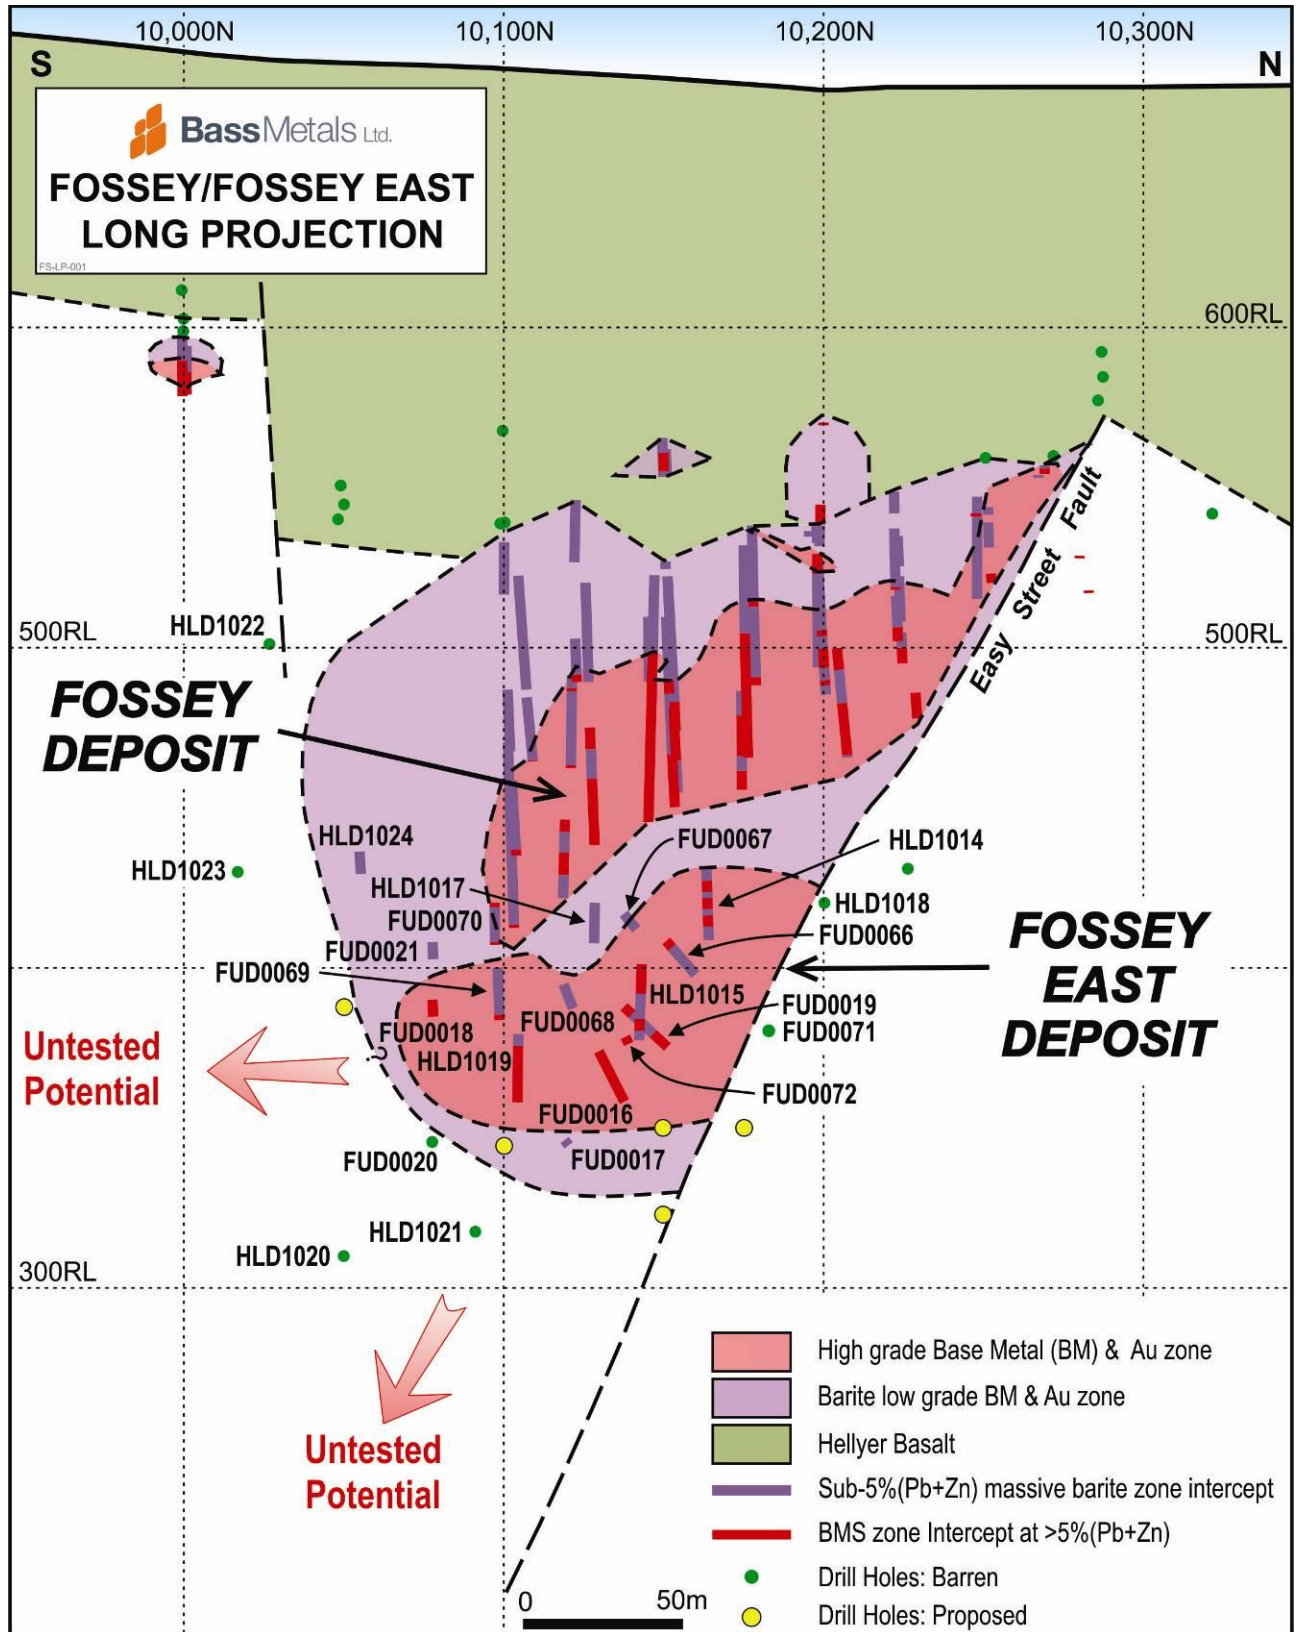 10,000N
10,100N
10,200N
10,300N
S
N
BassMetals Ltd.
FOSSEY/FOSSEY EAST
LONG PROJECTION
FS-LP-001
600RL
500RL
500RL
HLD1022
Easy Street Fault
FOSSEY
DEPOSIT
HLD1024
HLD1023
HLD1017
FUD0070
FUD0021
FUD0069
FUD0067
HLD1014
HLD1018
FUD0066
FOSSEY
EAST
DEPOSIT
HLD1015
FUD0019
FUD0071
FUD0018
FUD0068
HLD1019
FUD0072
FUD0016
FUD0017
?
Untested
Potential
FUD0020
HLD1021
HLD1020
300RL
Untested
Potential
High grade Base Metal (BM) & Au zone
Barite low grade BM & Au zone
Hellyer Basalt
Sub-5%(Pb+Zn) massive barite zone intercept
BMS zone Intercept at >5%(Pb+Zn)
Drill Holes: Barren
Drill Holes: Proposed
0
50m